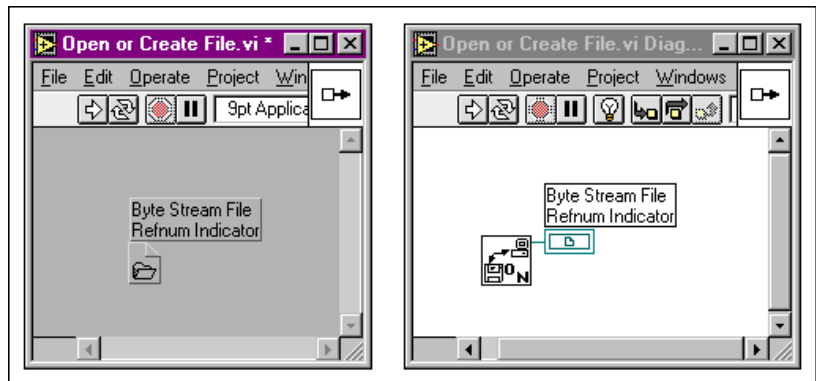 Open or Create File.vi *
File Edit Operate Project Win
9pt Applica
Byte Stream File
Refnum Indicator
Open or Create File.vi Diag...
File Edit Operate Project Windows
Byte Stream File
Refnum Indicator
O N